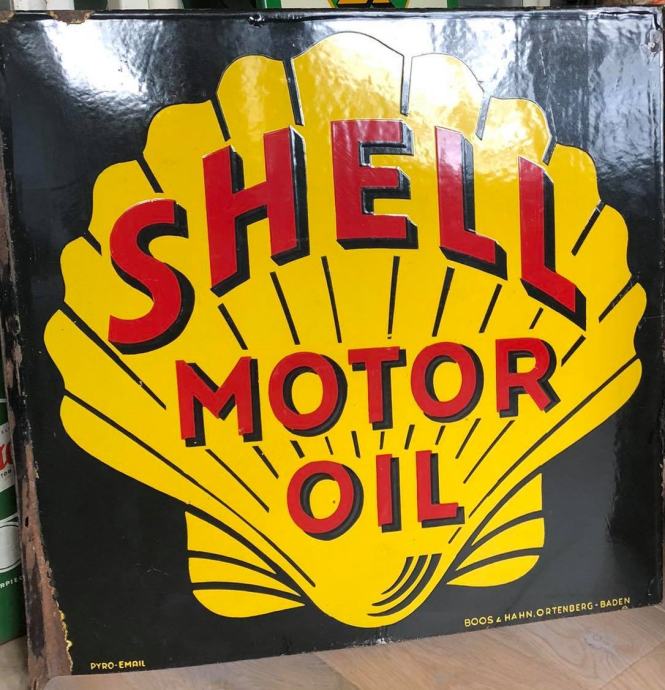 SHELL
MOTOR
OIL
BOOS & HAHN, ORTENBERG - BADEN
PYRO-EMAIL